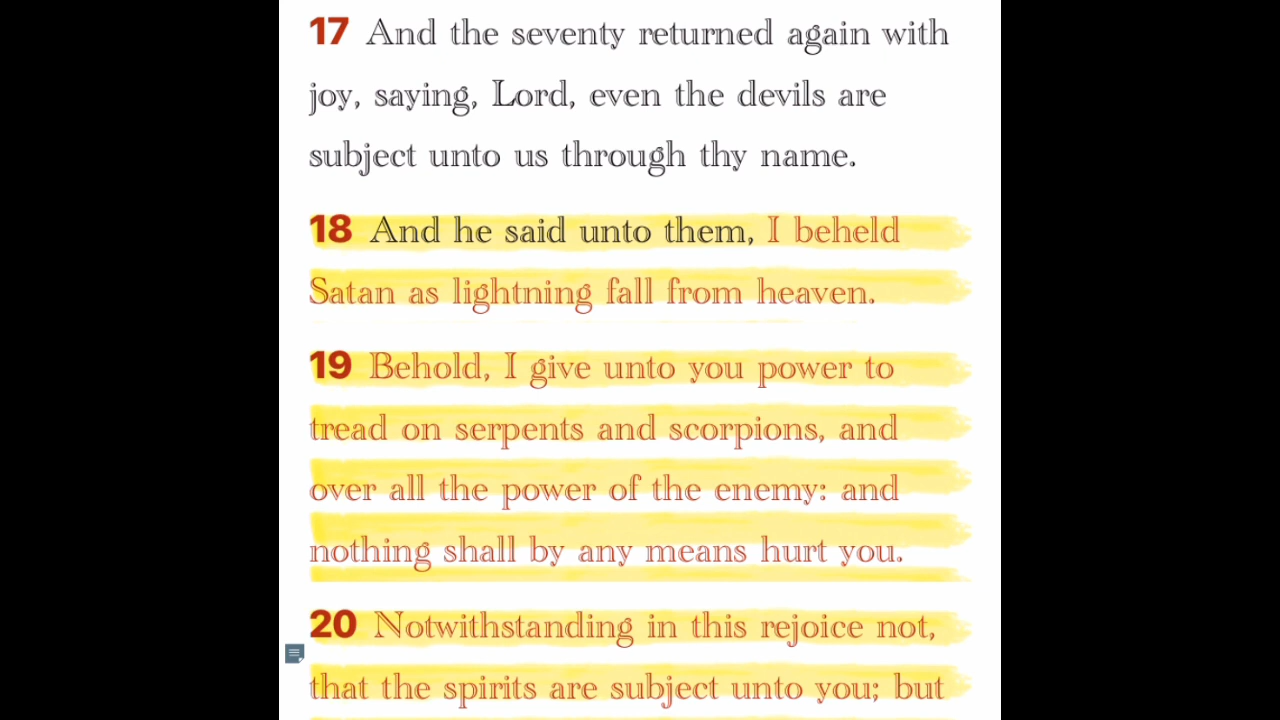 17 And the seventy returned again with
joy, saying, Lord, even the devils are
subject unto us through thy name.
18 And he said unto them, I beheld
Satan as lightning fall from heaven.
19 Behold, I give unto you power to
tread on serpents and scorpions, and
over all the power of the enemy: and
nothing shall by any means hurt you.
20 Notwithstanding in this rejoice not,
that the spirits are subject unto you; but